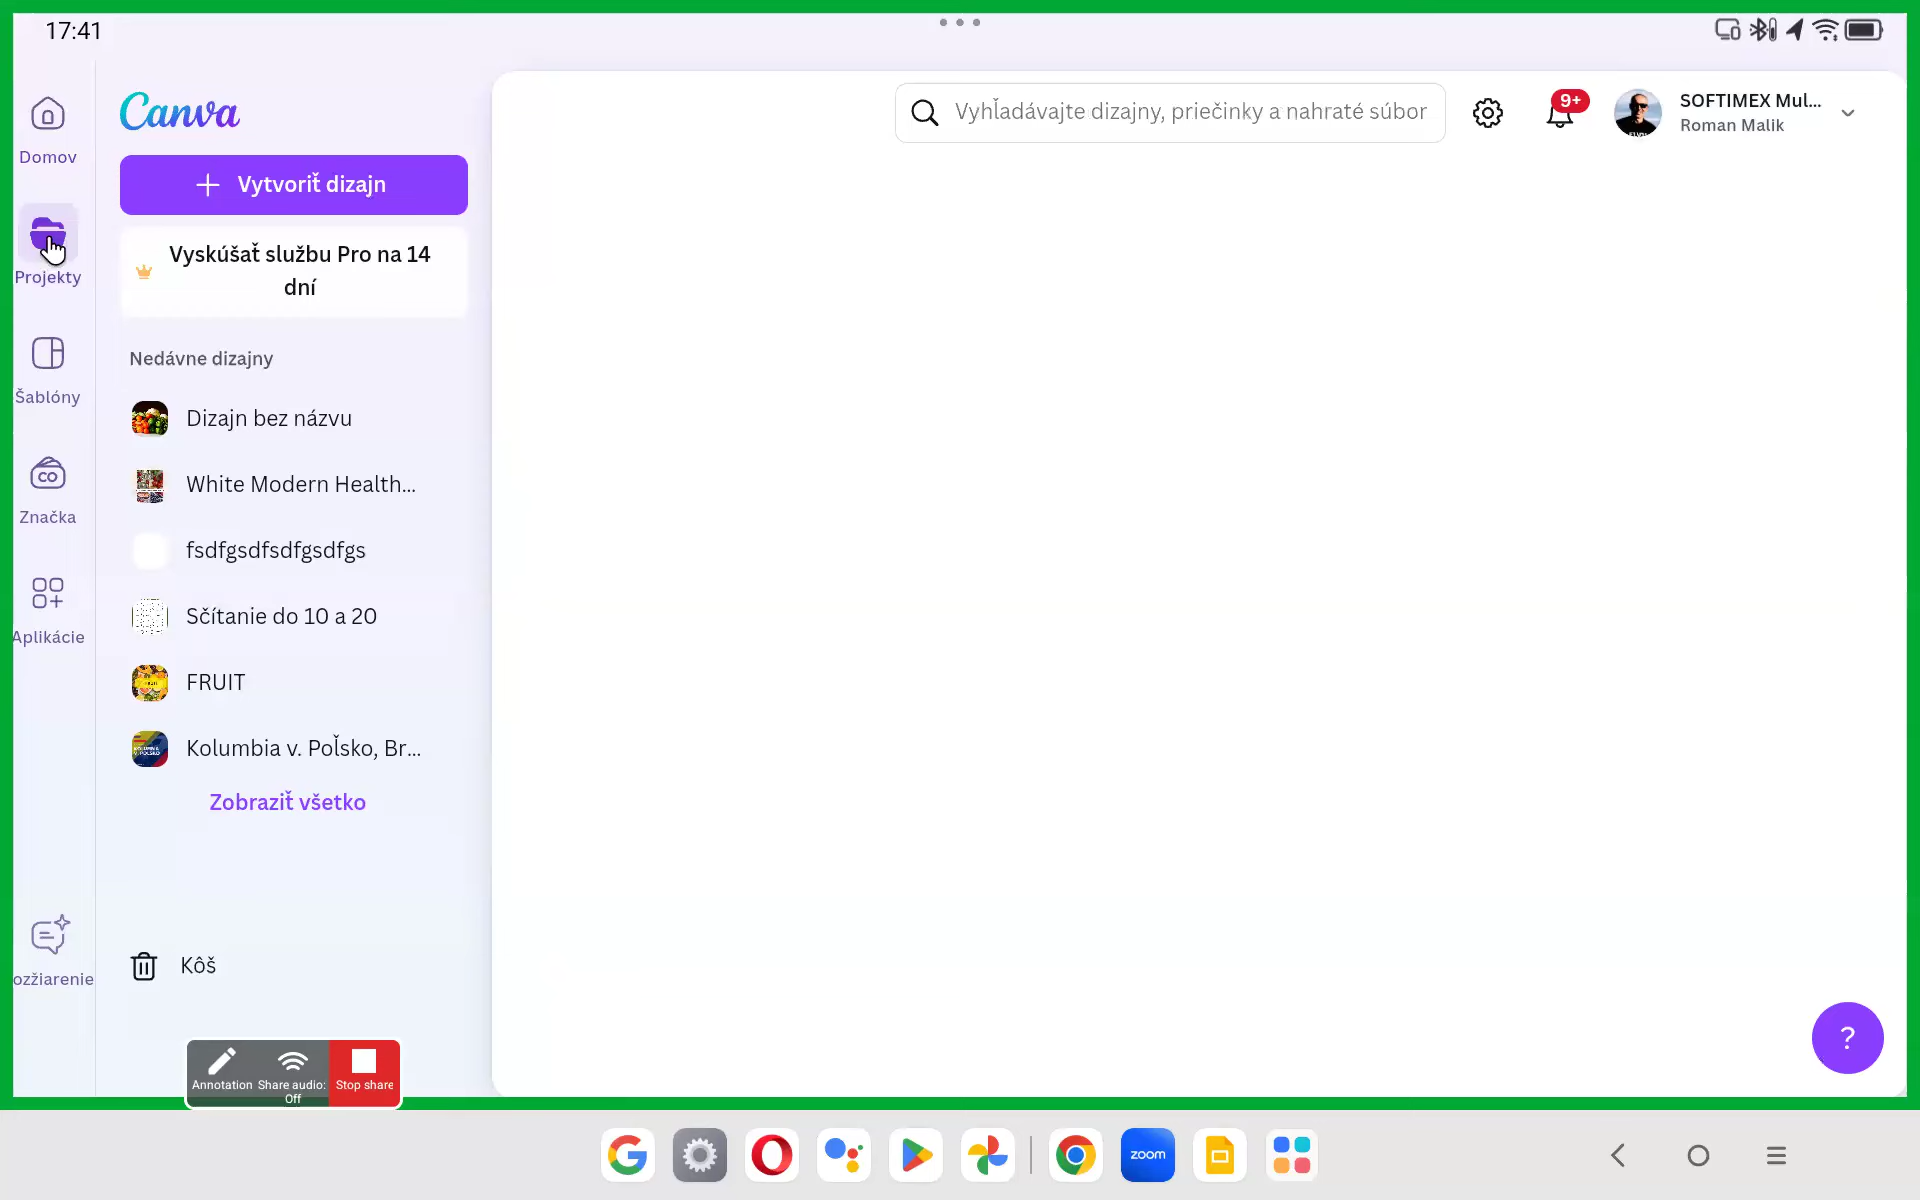 17:41
Domov
Projekty
Šablóny
Značka
Aplikácie
ozžiarenie
Canva
Vytvoriť dizajn
Vyskúšať službu Pro na 14
dní
Nedávne dizajny
Dizajn bez názvu
White Modern Health...
fsdfgsdfsdfgsdfgs
Sčítanie do 10 a 20
FRUIT
Kolumbia v. Poľsko, Br...
Zobraziť všetko
Kôš
Vyhľadávajte dizajny, priečinky a nahraté súbor
9+
SOFTIMEX Mul...
Roman Malik
?
Annotation
Share audio:
Off
Stop share
zoom